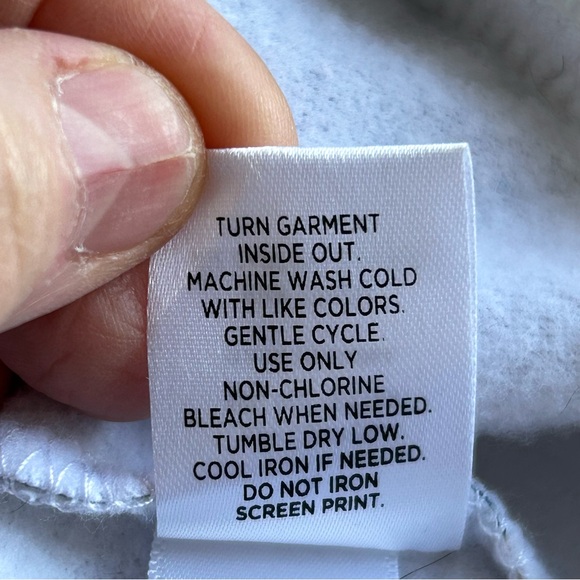 TURN GARMENT
INSIDE OUT.
MACHINE WASH COLD
WITH LIKE COLORS.
GENTLE CYCLE.
USE ONLY
NON-CHLORINE
BLEACH WHEN NEEDED.
TUMBLE DRY LOW.
COOL IRON IF NEEDED.
DO NOT IRON
SCREEN PRINT.